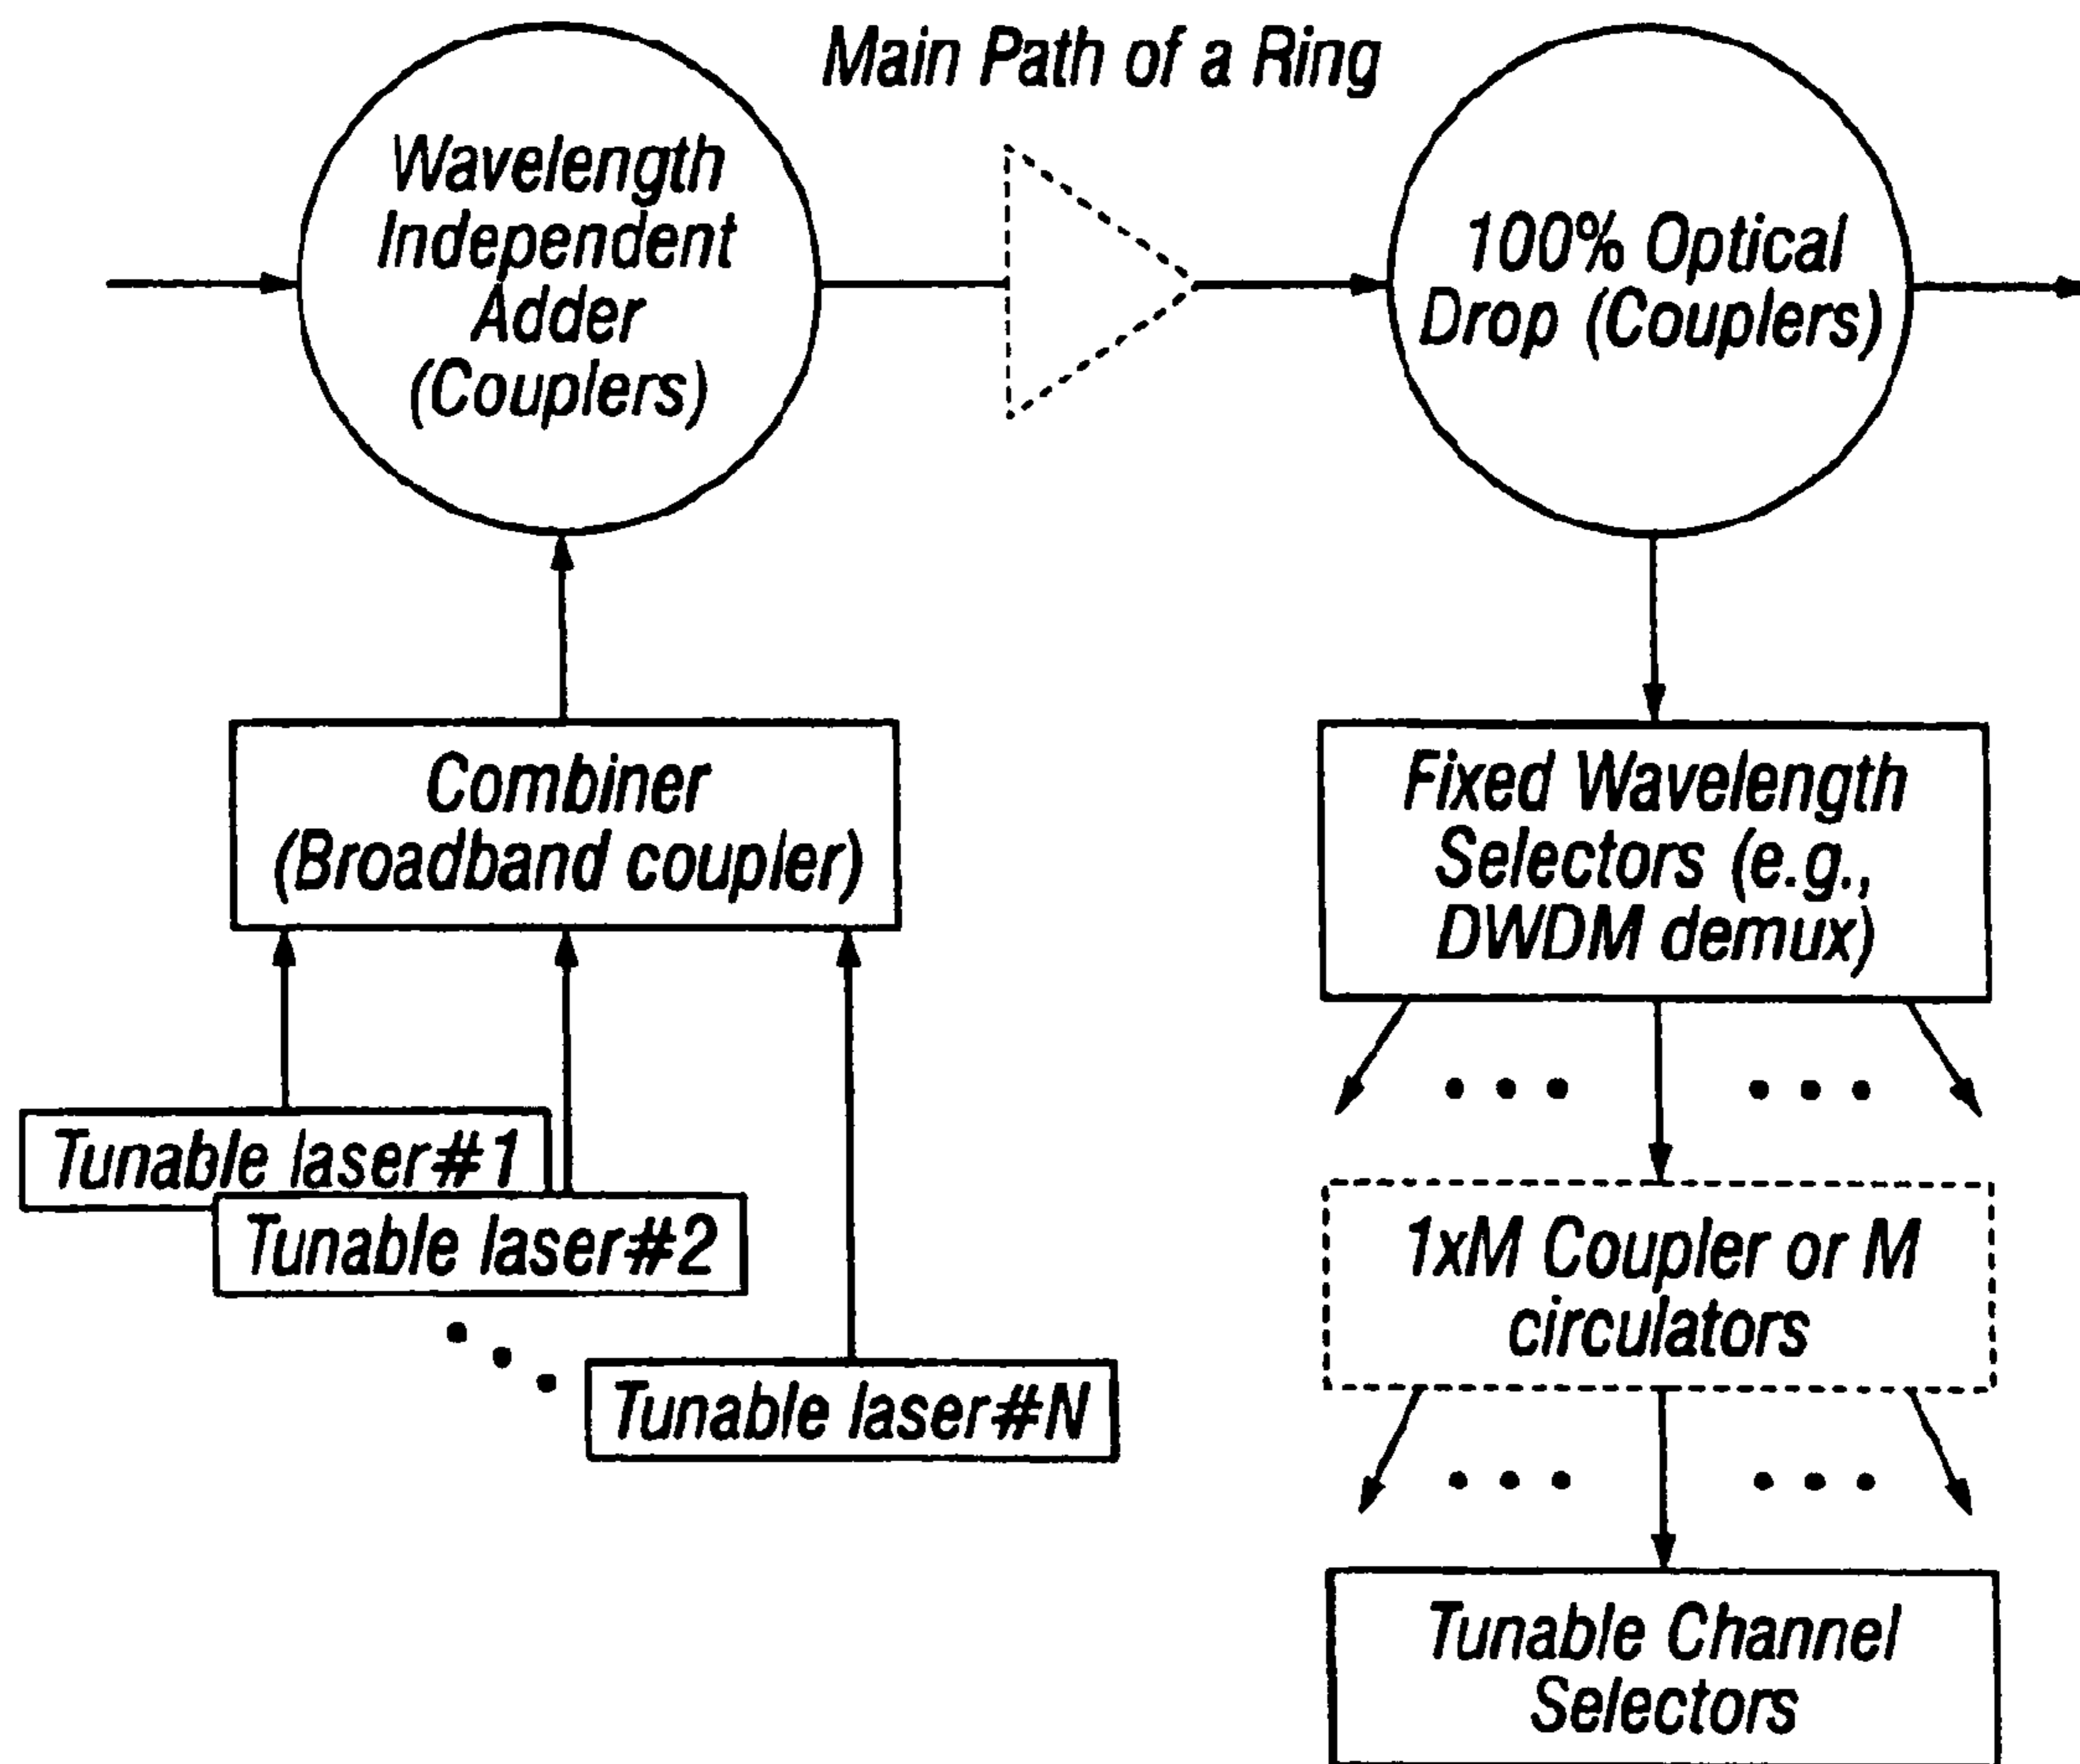 Main Path of a Ring
Wavelength
Independent
Adder
(Couplers)
100% Optical
Drop (Couplers)
Combiner
(Broadband coupler)
Fixed Wavelength
Selectors (e.g.,
DWDM demux)
Tunable laser#1
Tunable laser#2
Tunable laser#N
1xM Coupler or M
circulators
Tunable Channel
Selectors